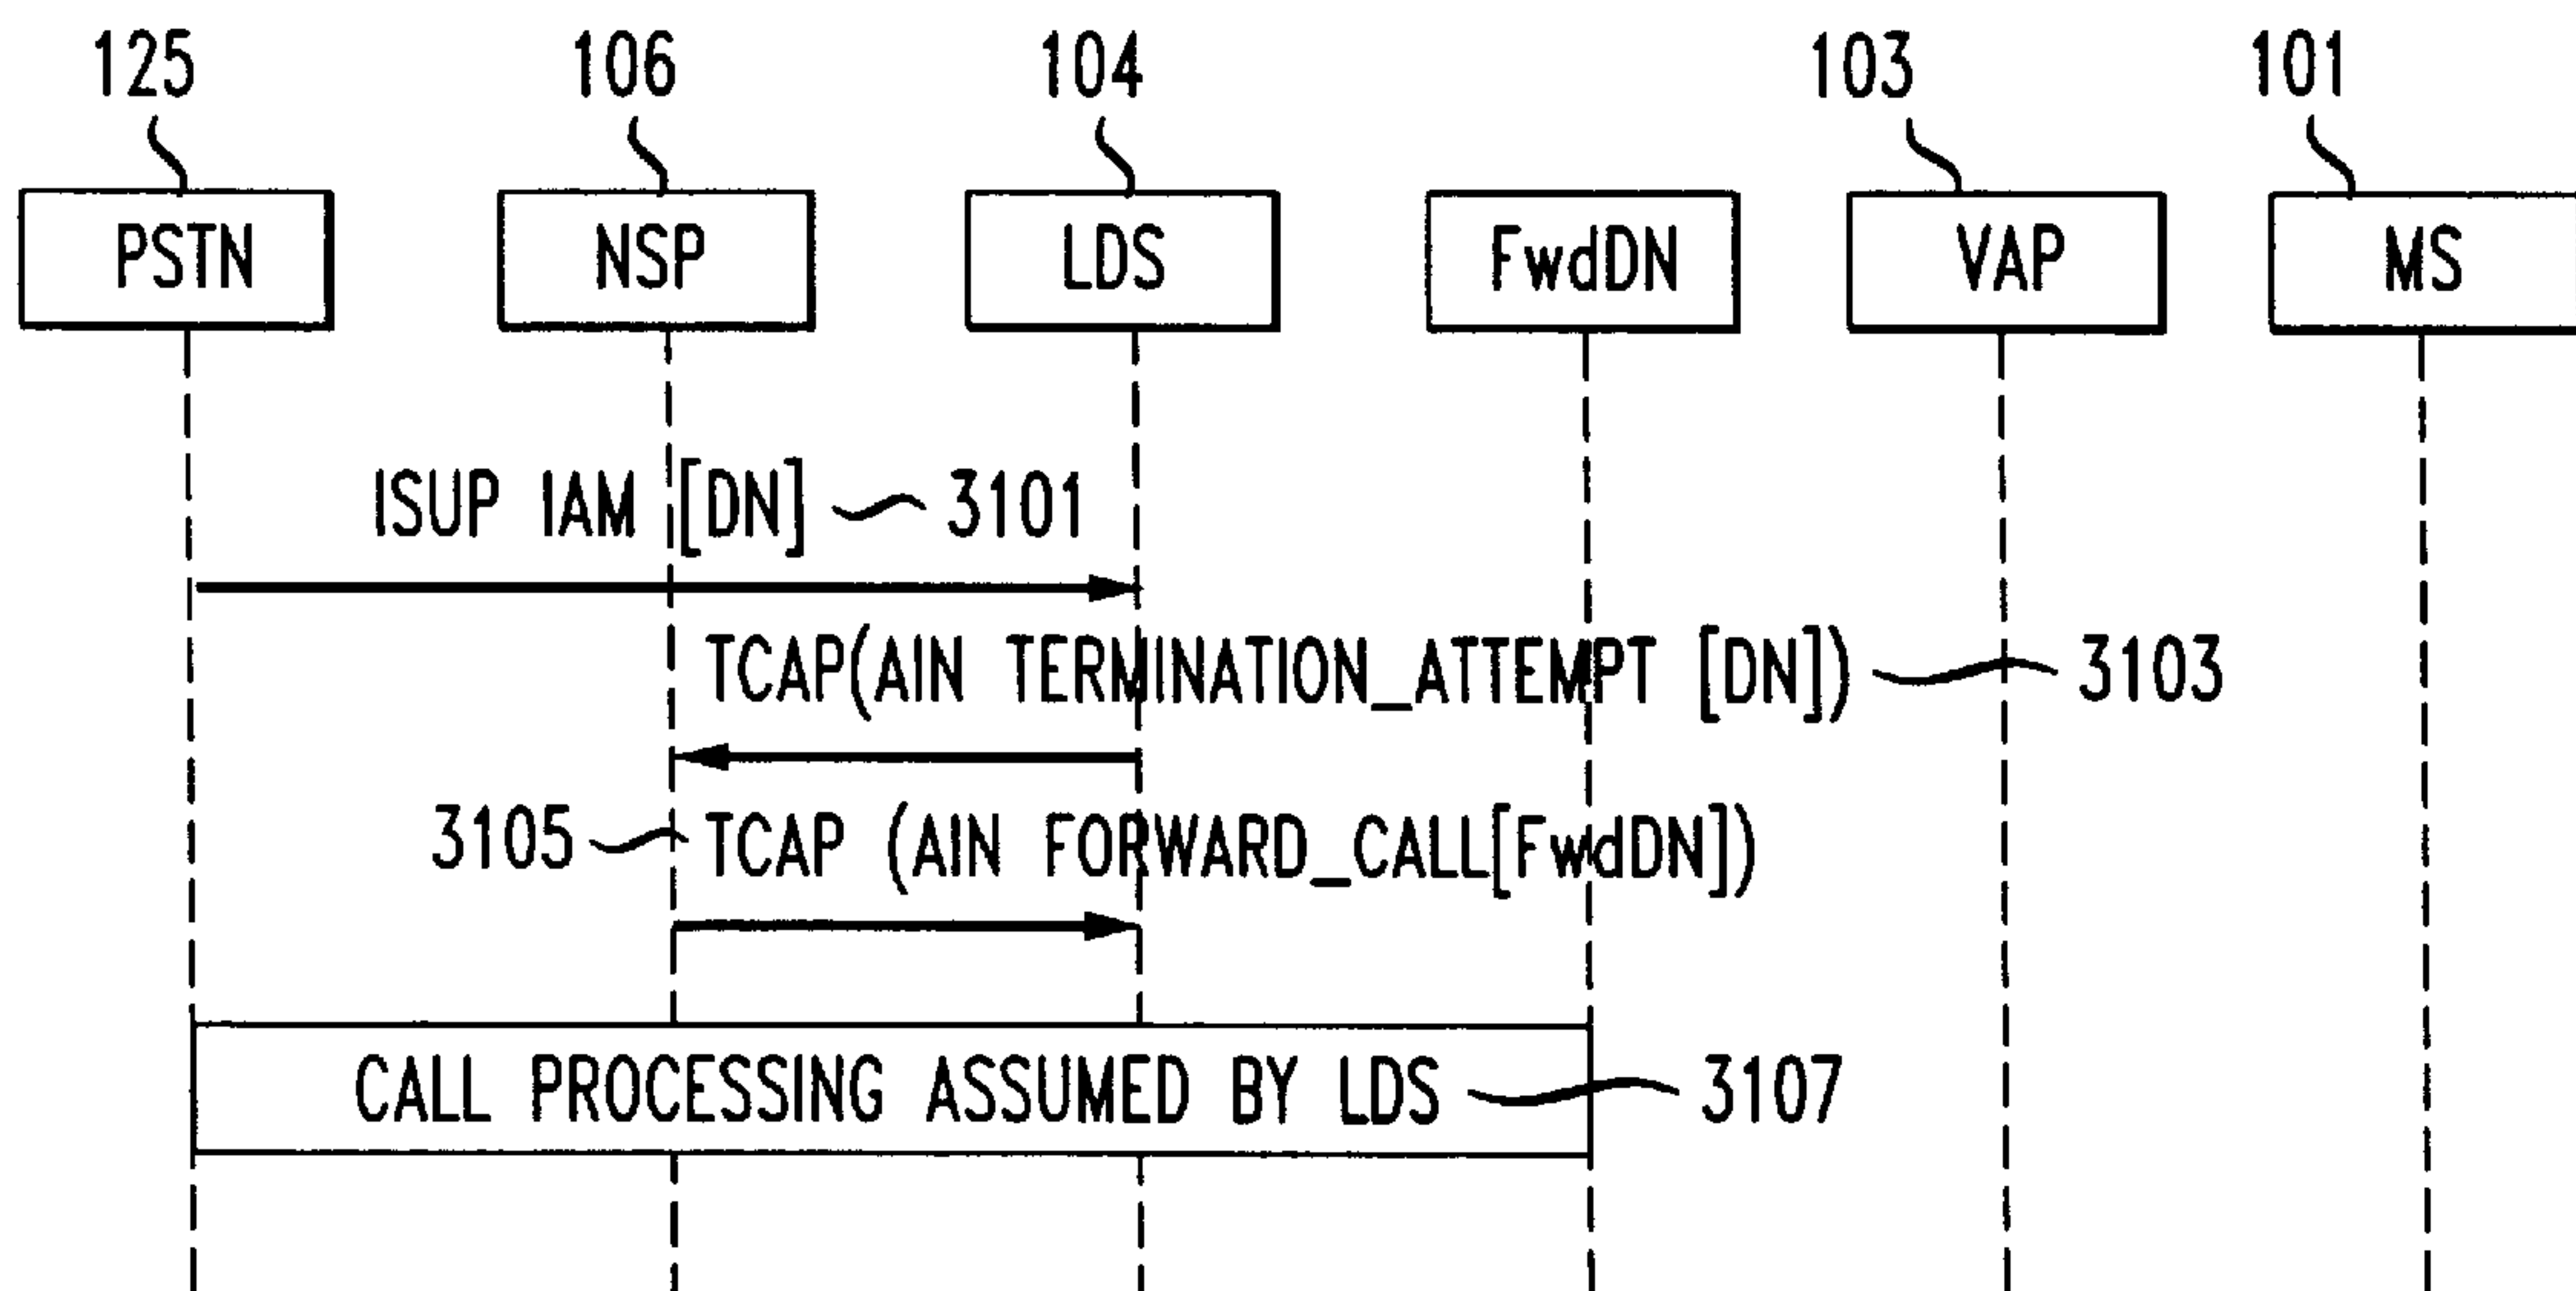 125 106 104 103 101
PSTN NSP LDS FwdDN VAP MS
ISUP IAM [DN] 3101
TCAP(AIN TERMINATION_ATTEMPT [DN]) 3103
3105 TCAP (AIN FORWARD_CALL[FwdDN])
CALL PROCESSING ASSUMED BY LDS 3107